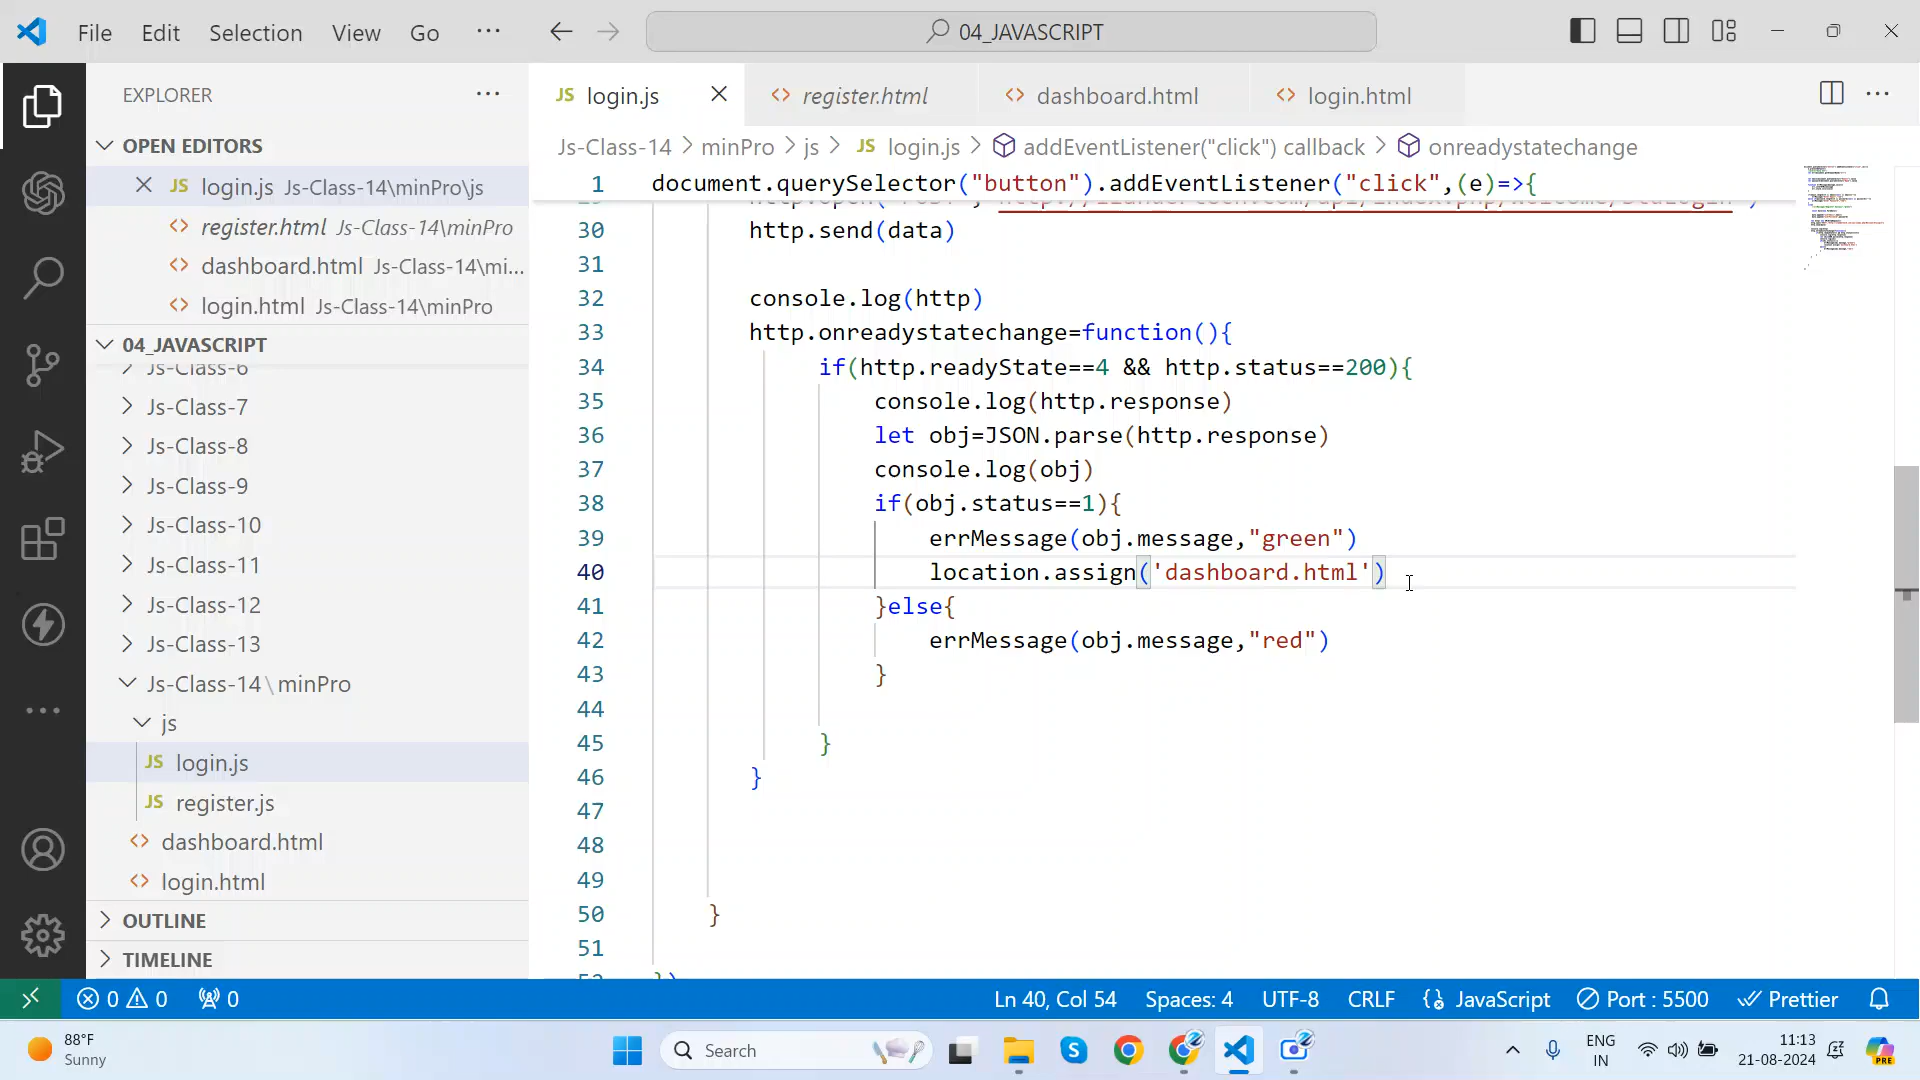 File Edit Selection View Go ··· 04_JAVASCRIPT
EXPLORER ···
OPEN EDITORS
JS login.js Js-Class-14\minPro\js
<> register.html Js-Class-14\minPro
<> dashboard.html Js-Class-14\mi...
<> login.html Js-Class-14\minPro
04_JAVASCRIPT
Js-Class-6
Js-Class-7
Js-Class-8
Js-Class-9
Js-Class-10
Js-Class-11
Js-Class-12
Js-Class-13
Js-Class-14\minPro
js
JS login.js
JS register.js
<> dashboard.html
<> login.html
OUTLINE
TIMELINE
JS login.js <> register.html <> dashboard.html <> login.html ···
Js-Class-14 > minPro > js > JS login.js > addEventListener("click") callback > onreadystatechange
1 document.querySelector("button").addEventListener("click",(e)=>{
30 http.send(data)
31
32 console.log(http)
33 http.onreadystatechange=function(){
34 if(http.readyState==4 && http.status==200){
35 console.log(http.response)
36 let obj=JSON.parse(http.response)
37 console.log(obj)
38 if(obj.status==1){
39 errMessage(obj.message,"green")
40 location.assign('dashboard.html')
41 }else{
42 errMessage(obj.message,"red")
43 }
44
45 }
46 }
47
48
49
50 }
51
0 0 0 Ln 40, Col 54 Spaces: 4 UTF-8 CRLF JavaScript Port : 5500 Prettier
88°F
Sunny
Search
ENG
IN
11:13
21-08-2024
PRE